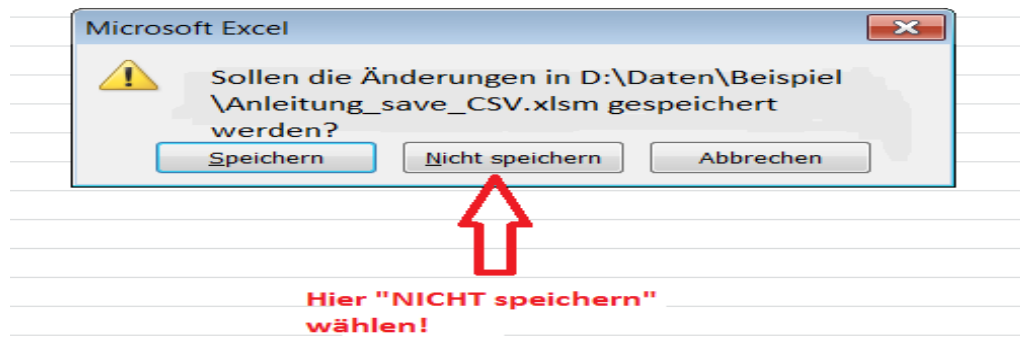 Microsoft Excel
Sollen die Änderungen in D:\Daten\Beispiel
\Anleitung_save_CSV.xlsm gespeichert
werden?
Speichern Nicht speichern Abbrechen
Hier "NICHT speichern"
wählen!